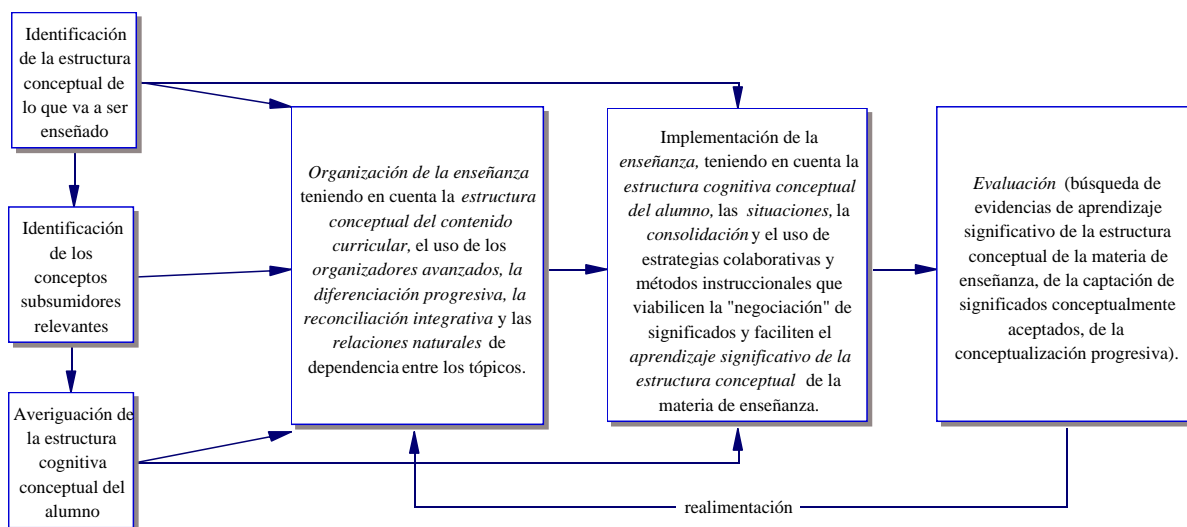 Identificación
de la estructura
conceptual de
lo que va a ser
enseñado
Identificación
de los
conceptos
subsumidores
relevantes
Averiguación de
la estructura
cognitiva
conceptual del
alumno
Organización de la enseñanza
teniendo en cuenta la estructura
conceptual del contenido
curricular, el uso de los
organizadores avanzados, la
diferenciación progresiva, la
reconciliación integrativa y las
relaciones naturales de
dependencia entre los tópicos.
Implementación de la
enseñanza, teniendo en cuenta la
estructura cognitiva conceptual
del alumno, las situaciones, la
consolidación y el uso de
estrategias colaborativas y
métodos instruccionales que
viabilicen la "negociación" de
significados y faciliten el
aprendizaje significativo de la
estructura conceptual de la
materia de enseñanza.
Evaluación (búsqueda de
evidencias de aprendizaje
significativo de la estructura
conceptual de la materia de
enseñanza, de la captación de
significados conceptualmente
aceptados, de la
conceptualización progresiva).
realimentación